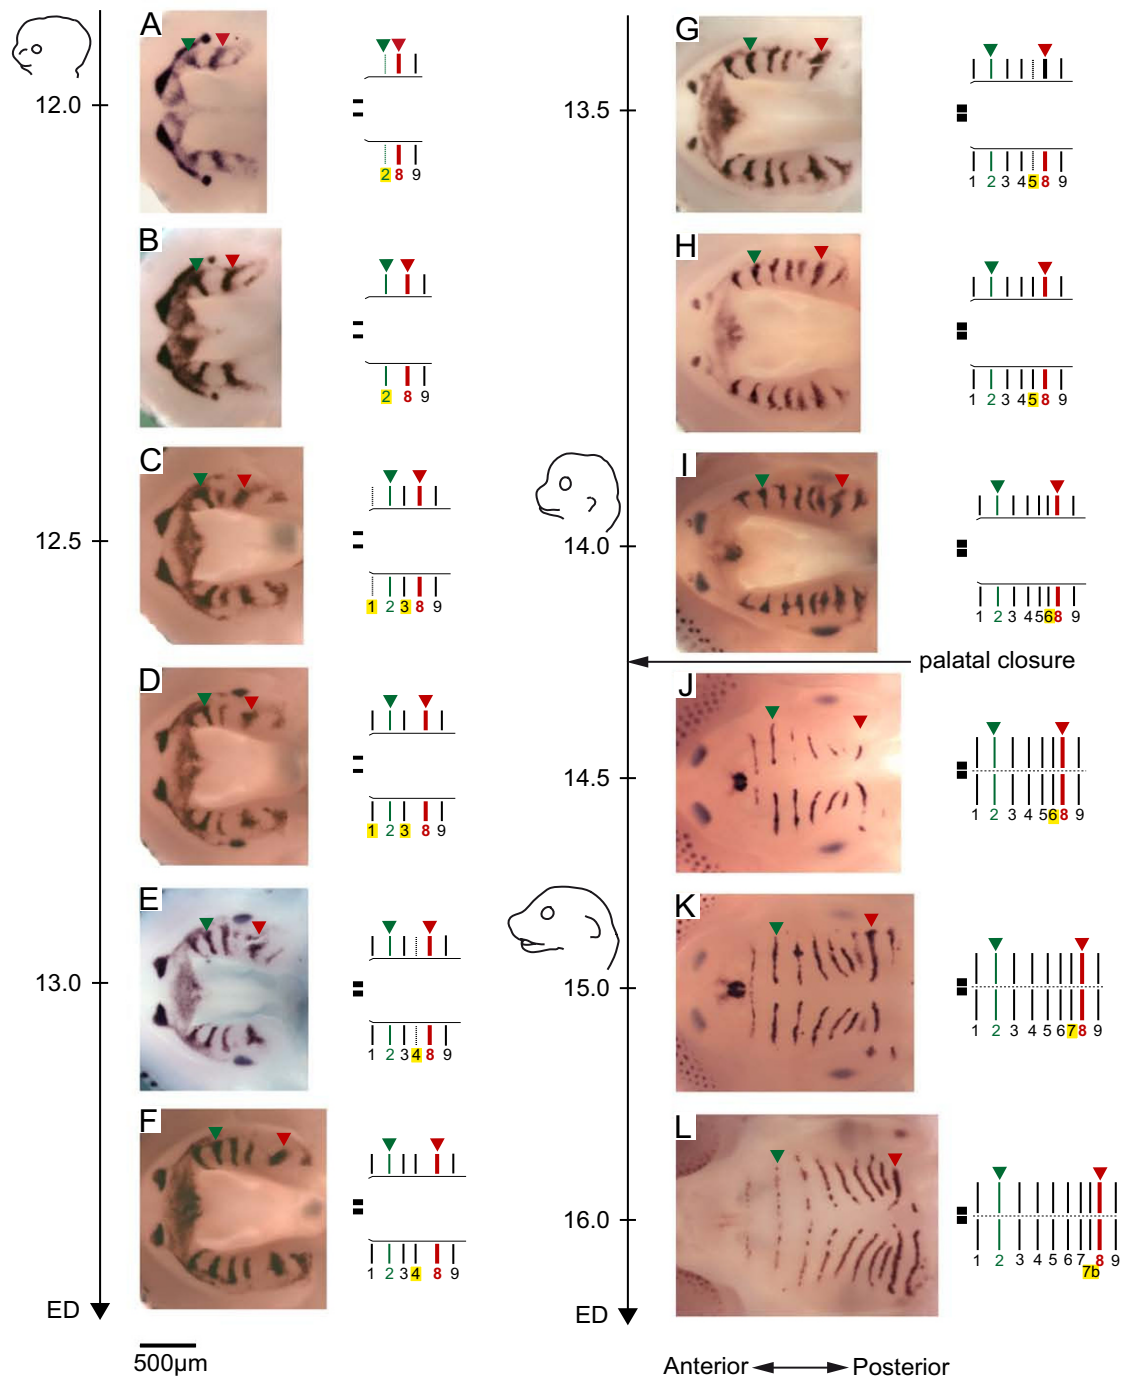 A
12.0
2 8 9
B
2 8 9
C
12.5
1 2 3 8 9
D
1 2 3 8 9
E
13.0
1 2 3 4 8 9
F
1 2 3 4 8 9
ED
500µm
G
13.5
1 2 3 4 5 8 9
H
1 2 3 4 5 8 9
I
14.0
1 2 3 4 5 6 8 9
palatal closure
J
14.5
1 2 3 4 5 6 8 9
K
15.0
1 2 3 4 5 6 7 8 9
L
16.0
1 2 3 4 5 6 7 8 9
7b
ED
Anterior Posterior